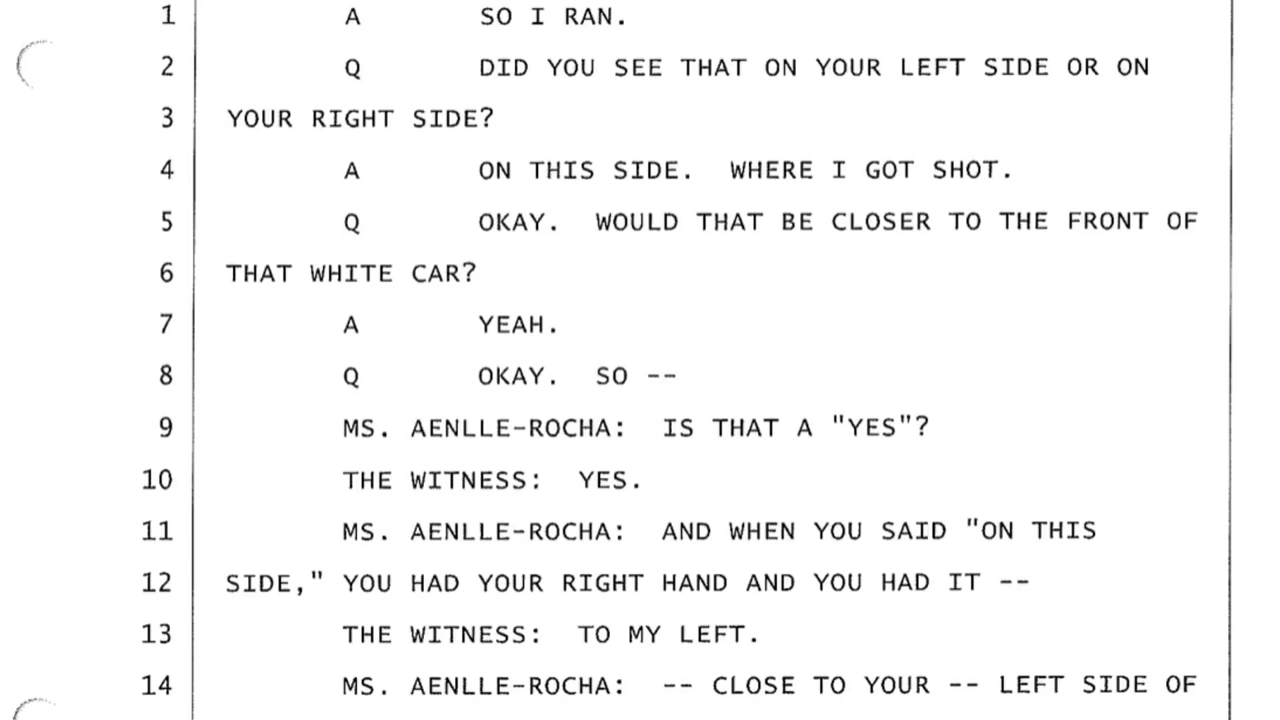 1 A SO I RAN.
2 Q DID YOU SEE THAT ON YOUR LEFT SIDE OR ON
3 YOUR RIGHT SIDE?
4 A ON THIS SIDE. WHERE I GOT SHOT.
5 Q OKAY. WOULD THAT BE CLOSER TO THE FRONT OF
6 THAT WHITE CAR?
7 A YEAH.
8 Q OKAY. SO --
9 MS. AENLLE-ROCHA: IS THAT A "YES"?
10 THE WITNESS: YES.
11 MS. AENLLE-ROCHA: AND WHEN YOU SAID "ON THIS
12 SIDE," YOU HAD YOUR RIGHT HAND AND YOU HAD IT --
13 THE WITNESS: TO MY LEFT.
14 MS. AENLLE-ROCHA: -- CLOSE TO YOUR -- LEFT SIDE OF